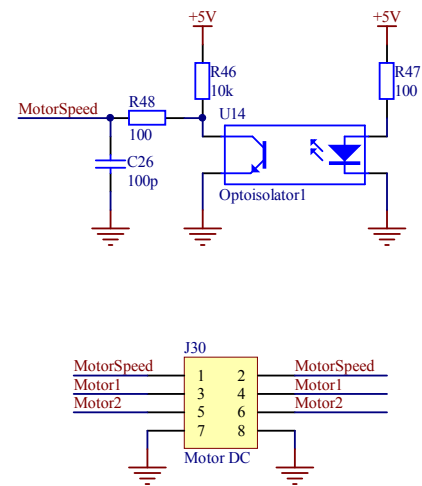 +5V +5V
R46 R47
10k 100
MotorSpeed R48 U14
100
C26
100p
Optoisolator1
J30
MotorSpeed 1 2 MotorSpeed
Motor1 3 4 Motor1
Motor2 5 6 Motor2
7 8
Motor DC